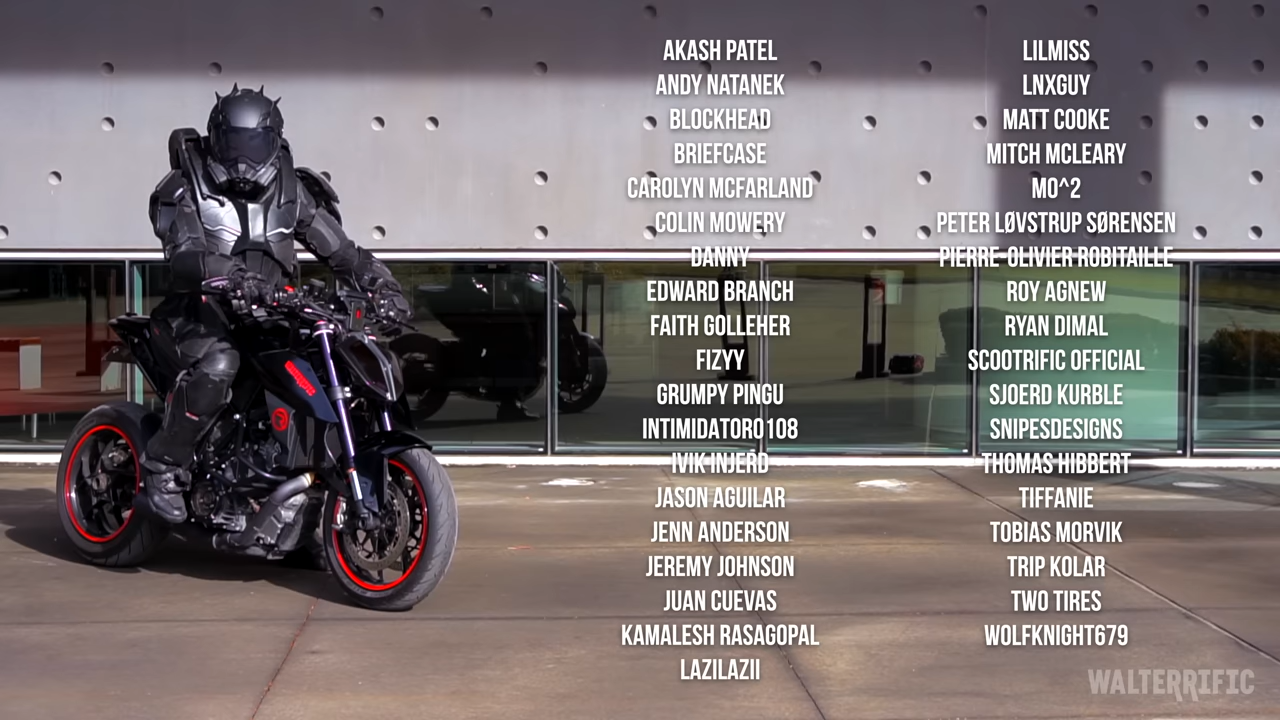 AKASH PATEL
ANDY NATANEK
BLOCKHEAD
BRIEFCASE
CAROLYN MCFARLAND
COLIN MOWERY
DANNY
EDWARD BRANCH
FAITH GOLLEHER
FIZYY
GRUMPY PINGU
INTIMIDATORO108
IVIK INJERD
JASON AGUILAR
JENN ANDERSON
JEREMY JOHNSON
JUAN CUEVAS
KAMALESH RASAGOPAL
LAZILAZII
LILMISS
LNXGUY
MATT COOKE
MITCH MCLEARY
MO^2
PETER LØVSTRUP SØRENSEN
PIERRE-OLIVIER ROBITAILLE
ROY AGNEW
RYAN DIMAL
SCOOTRIFIC OFFICIAL
SJOERD KURBLE
SNIPESDESIGNS
THOMAS HIBBERT
TIFFANIE
TOBIAS MORVIK
TRIP KOLAR
TWO TIRES
WOLFKNIGHT679
WALTERRIFIC